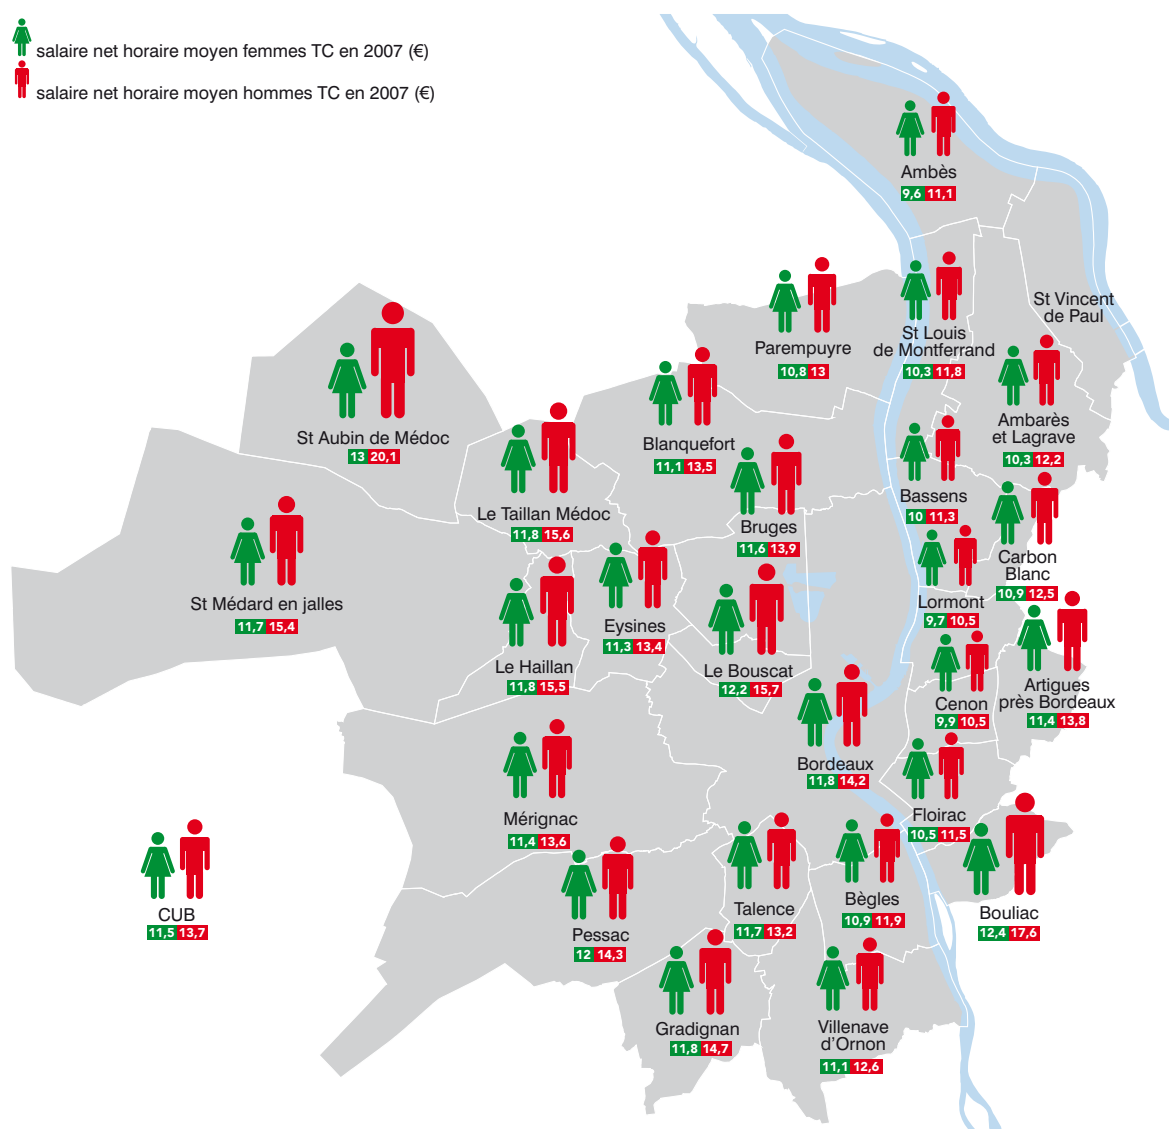 salaire net horaire moyen femmes TC en 2007 (€)
salaire net horaire moyen hommes TC en 2007 (€)
Ambès
9,6 11,1
St Vincent
de Paul
St Louis
de Montferrand
10,3 11,8
Parempuyre
10,8 13
Ambarès
et Lagrave
10,3 12,2
St Aubin de Médoc
13 20,1
Blanquefort
11,1 13,5
Bassens
10 11,3
Le Taillan Médoc
11,8 15,6
Bruges
11,6 13,9
Carbon
Blanc
10,9 12,5
St Médard en jalles
11,7 15,4
Lormont
9,7 10,5
Eysines
11,3 13,4
Le Haillan
11,8 15,5
Le Bouscat
12,2 15,7
Artigues
près Bordeaux
11,4 13,8
Cenon
9,9 10,5
Bordeaux
11,8 14,2
Mérignac
11,4 13,6
Floirac
10,5 11,5
CUB
11,5 13,7
Pessac
12 14,3
Talence
11,7 13,2
Bègles
10,9 11,9
Bouliac
12,4 17,6
Gradignan
11,8 14,7
Villenave
d'Ornon
11,1 12,6